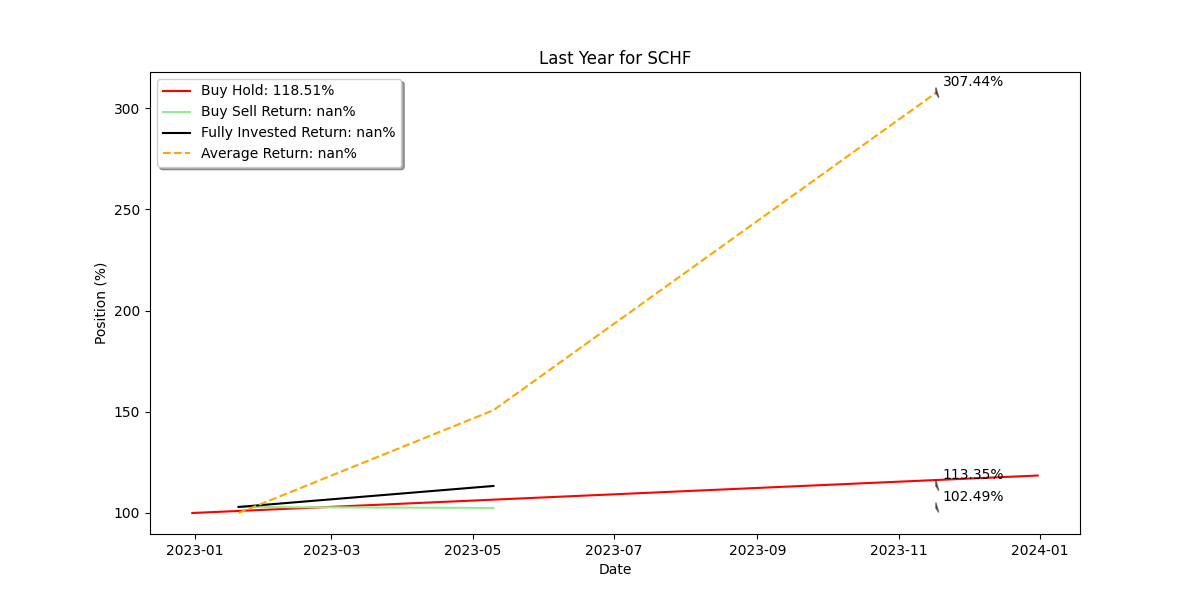 Last Year for SCHF
Buy Hold: 118.51%
Buy Sell Return: nan%
Fully Invested Return: nan%
Average Return: nan%
307.44%
113.35%
102.49%
300
250
200
150
100
Position (%)
2023-01 2023-03 2023-05 2023-07 2023-09 2023-11 2024-01
Date